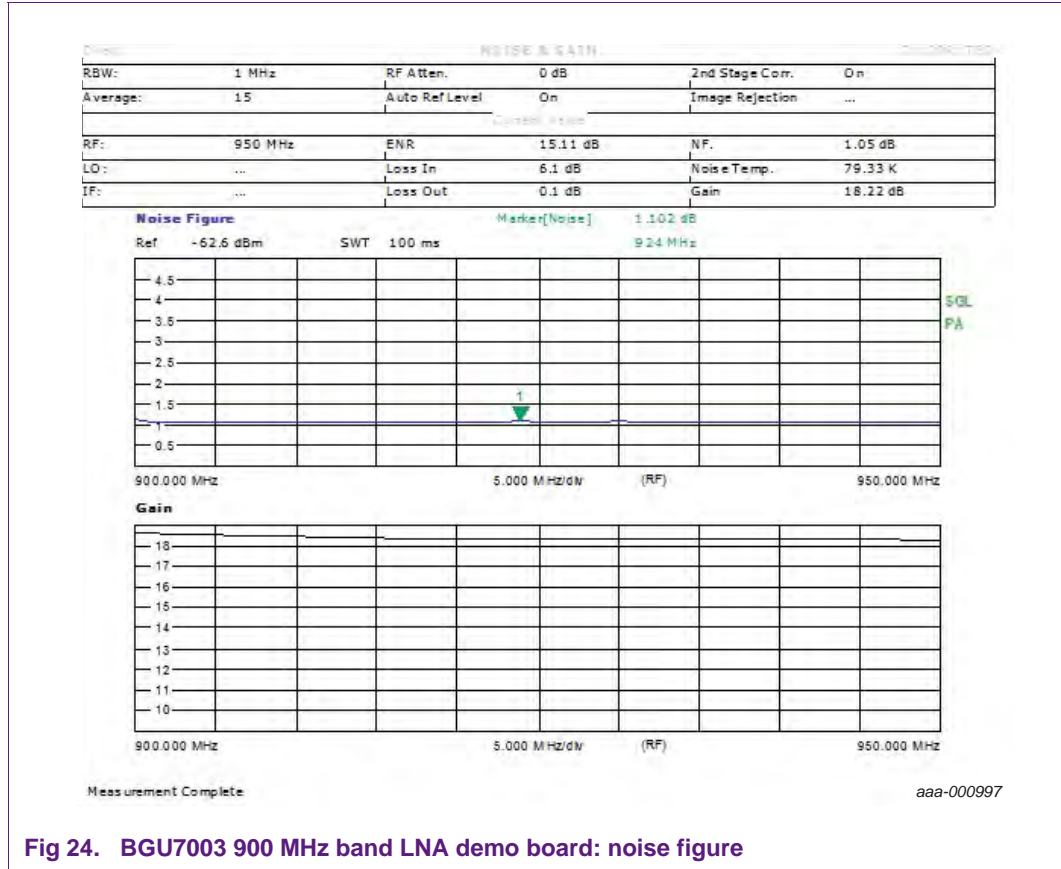 NOISE & GAIN
RBW: 1 MHz RF Atten. 0 dB 2nd Stage Corr. On
Average: 15 Auto Ref Level On Image Rejection ...
Current Value
RF: 950 MHz ENR 15.11 dB NF. 1.05 dB
LO: ... Loss In 6.1 dB Noise Temp. 79.33 K
IF: ... Loss Out 0.1 dB Gain 18.22 dB
Noise Figure Marker[Noise] 1.102 dB
Ref -62.6 dBm SWT 100 ms 924 MHz
4.5
4
SGL
3.5
PA
3
2.5
2
1
1.5
1
0.5
900.000 MHz 5.000 MHz/div (RF) 950.000 MHz
Gain
18
17
16
15
14
13
12
11
10
900.000 MHz 5.000 MHz/div (RF) 950.000 MHz
Measurement Complete aaa-000997
Fig 24. BGU7003 900 MHz band LNA demo board: noise figure